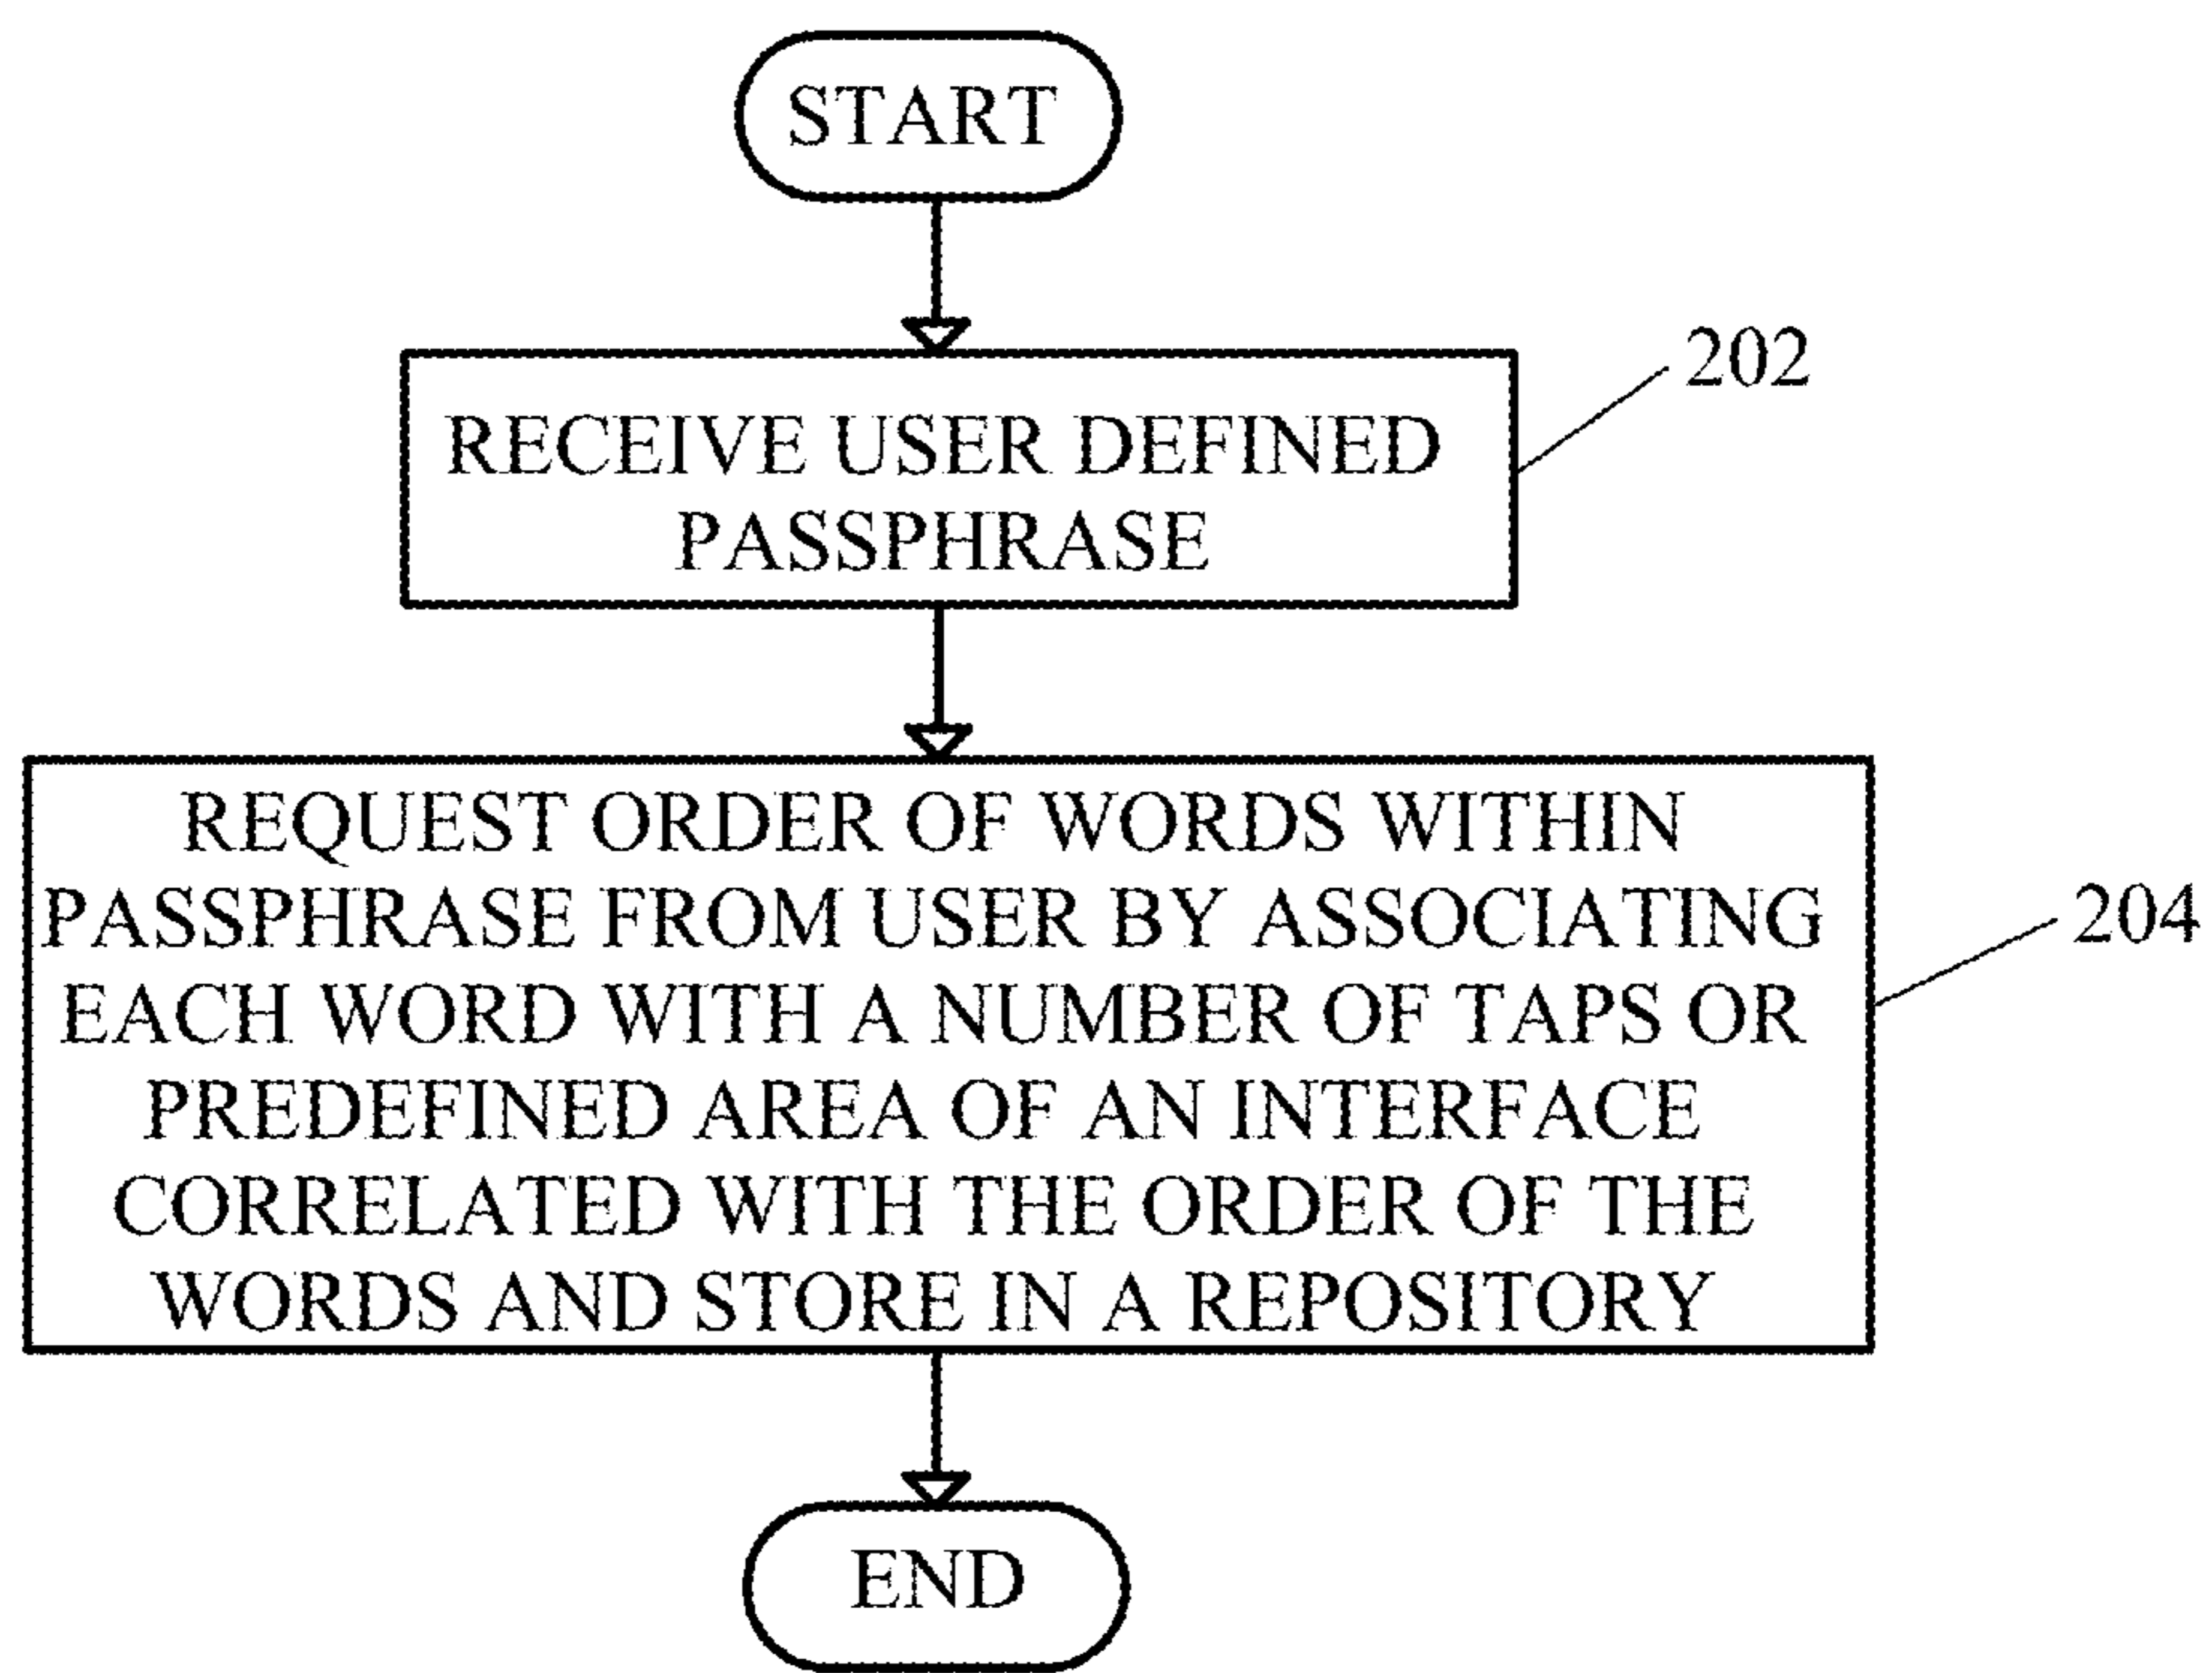 START
202
RECEIVE USER DEFINED
PASSPHRASE
REQUEST ORDER OF WORDS WITHIN
PASSPHRASE FROM USER BY ASSOCIATING
204
EACH WORD WITH A NUMBER OF TAPS OR
PREDEFINED AREA OF AN INTERFACE
CORRELATED WITH THE ORDER OF THE
WORDS AND STORE IN A REPOSITORY
END